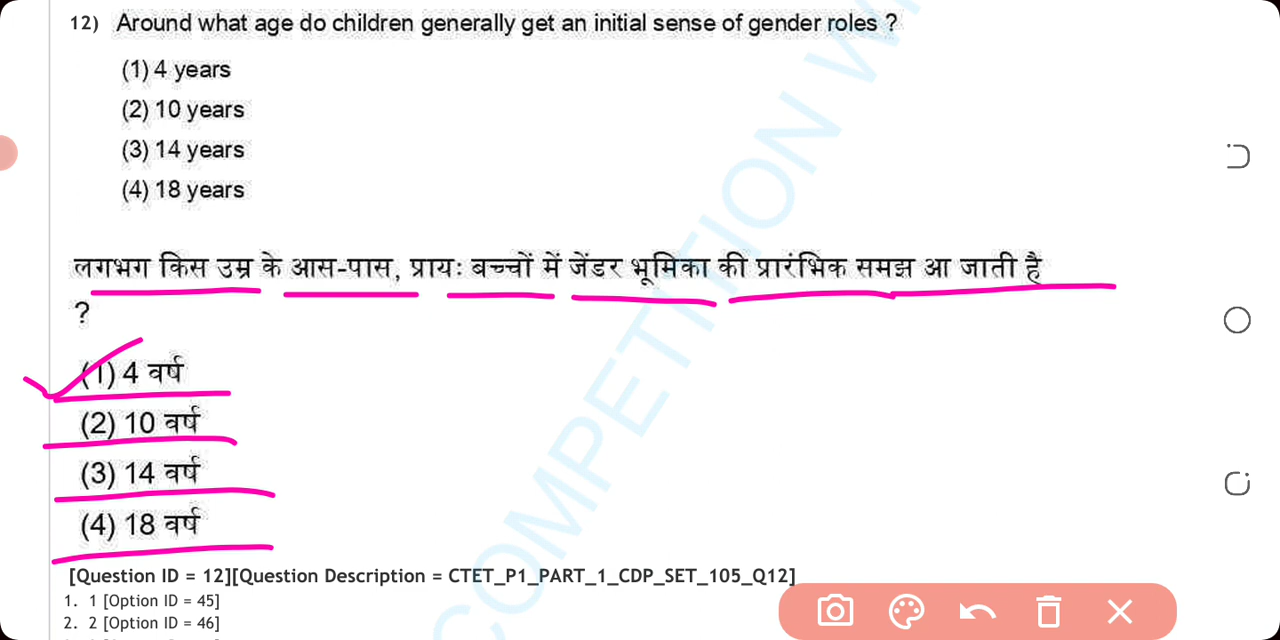 12) Around what age do children generally get an initial sense of gender roles ?
(1) 4 years
(2) 10 years
(3) 14 years
(4) 18 years
लगभग किस उम्र के आस-पास, प्रायः बच्चों में जेंडर भूमिका की प्रारंभिक समझ आ जाती है
?
(1) 4 वर्ष
(2) 10 वर्ष
(3) 14 वर्ष
(4) 18 वर्ष
[Question ID = 12][Question Description = CTET_P1_PART_1_CDP_SET_105_Q12]
1. 1 [Option ID = 45]
2. 2 [Option ID = 46]
COMPETITION